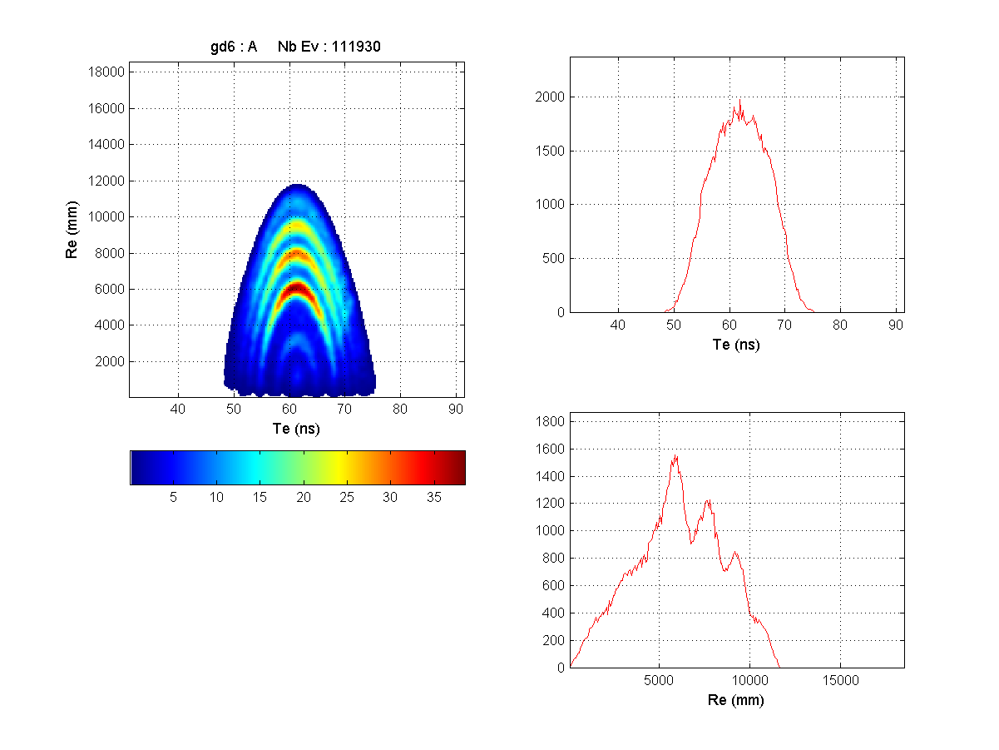 gd6 : A     Nb Ev : 111930
18000
16000
14000
12000
10000
8000
6000
4000
2000
Re (mm)
40 50 60 70 80 90
Te (ns)
5 10 15 20 25 30 35
2000
1500
1000
500
0
40 50 60 70 80 90
Te (ns)
1800
1600
1400
1200
1000
800
600
400
200
0
5000 10000 15000
Re (mm)